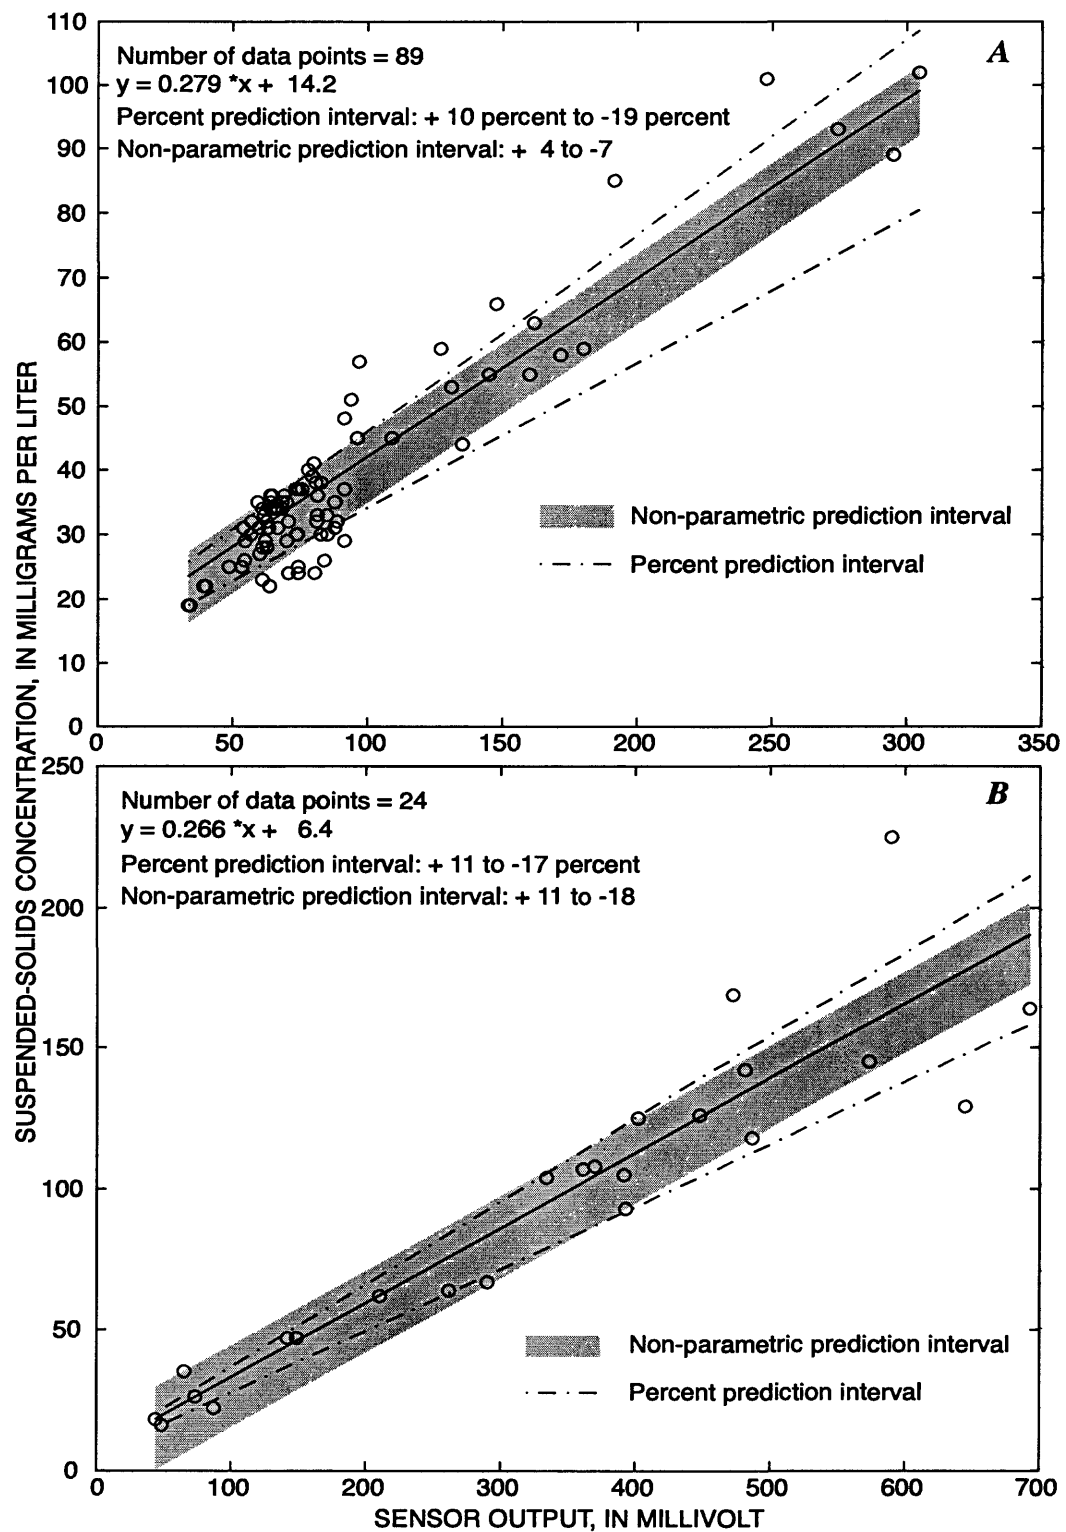 SUSPENDED-SOLIDS CONCENTRATION, IN MILLIGRAMS PER LITER
A
Number of data points = 89
y = 0.279 *x + 14.2
Percent prediction interval: + 10 percent to -19 percent
Non-parametric prediction interval: + 4 to -7
110
100
90
80
70
60
50
40
30
20
10
0
Non-parametric prediction interval
Percent prediction interval
0 50 100 150 200 250 300 350
B
Number of data points = 24
y = 0.266 *x + 6.4
Percent prediction interval: + 11 to -17 percent
Non-parametric prediction interval: + 11 to -18
250
200
150
100
50
0
Non-parametric prediction interval
Percent prediction interval
0 100 200 300 400 500 600 700
SENSOR OUTPUT, IN MILLIVOLT